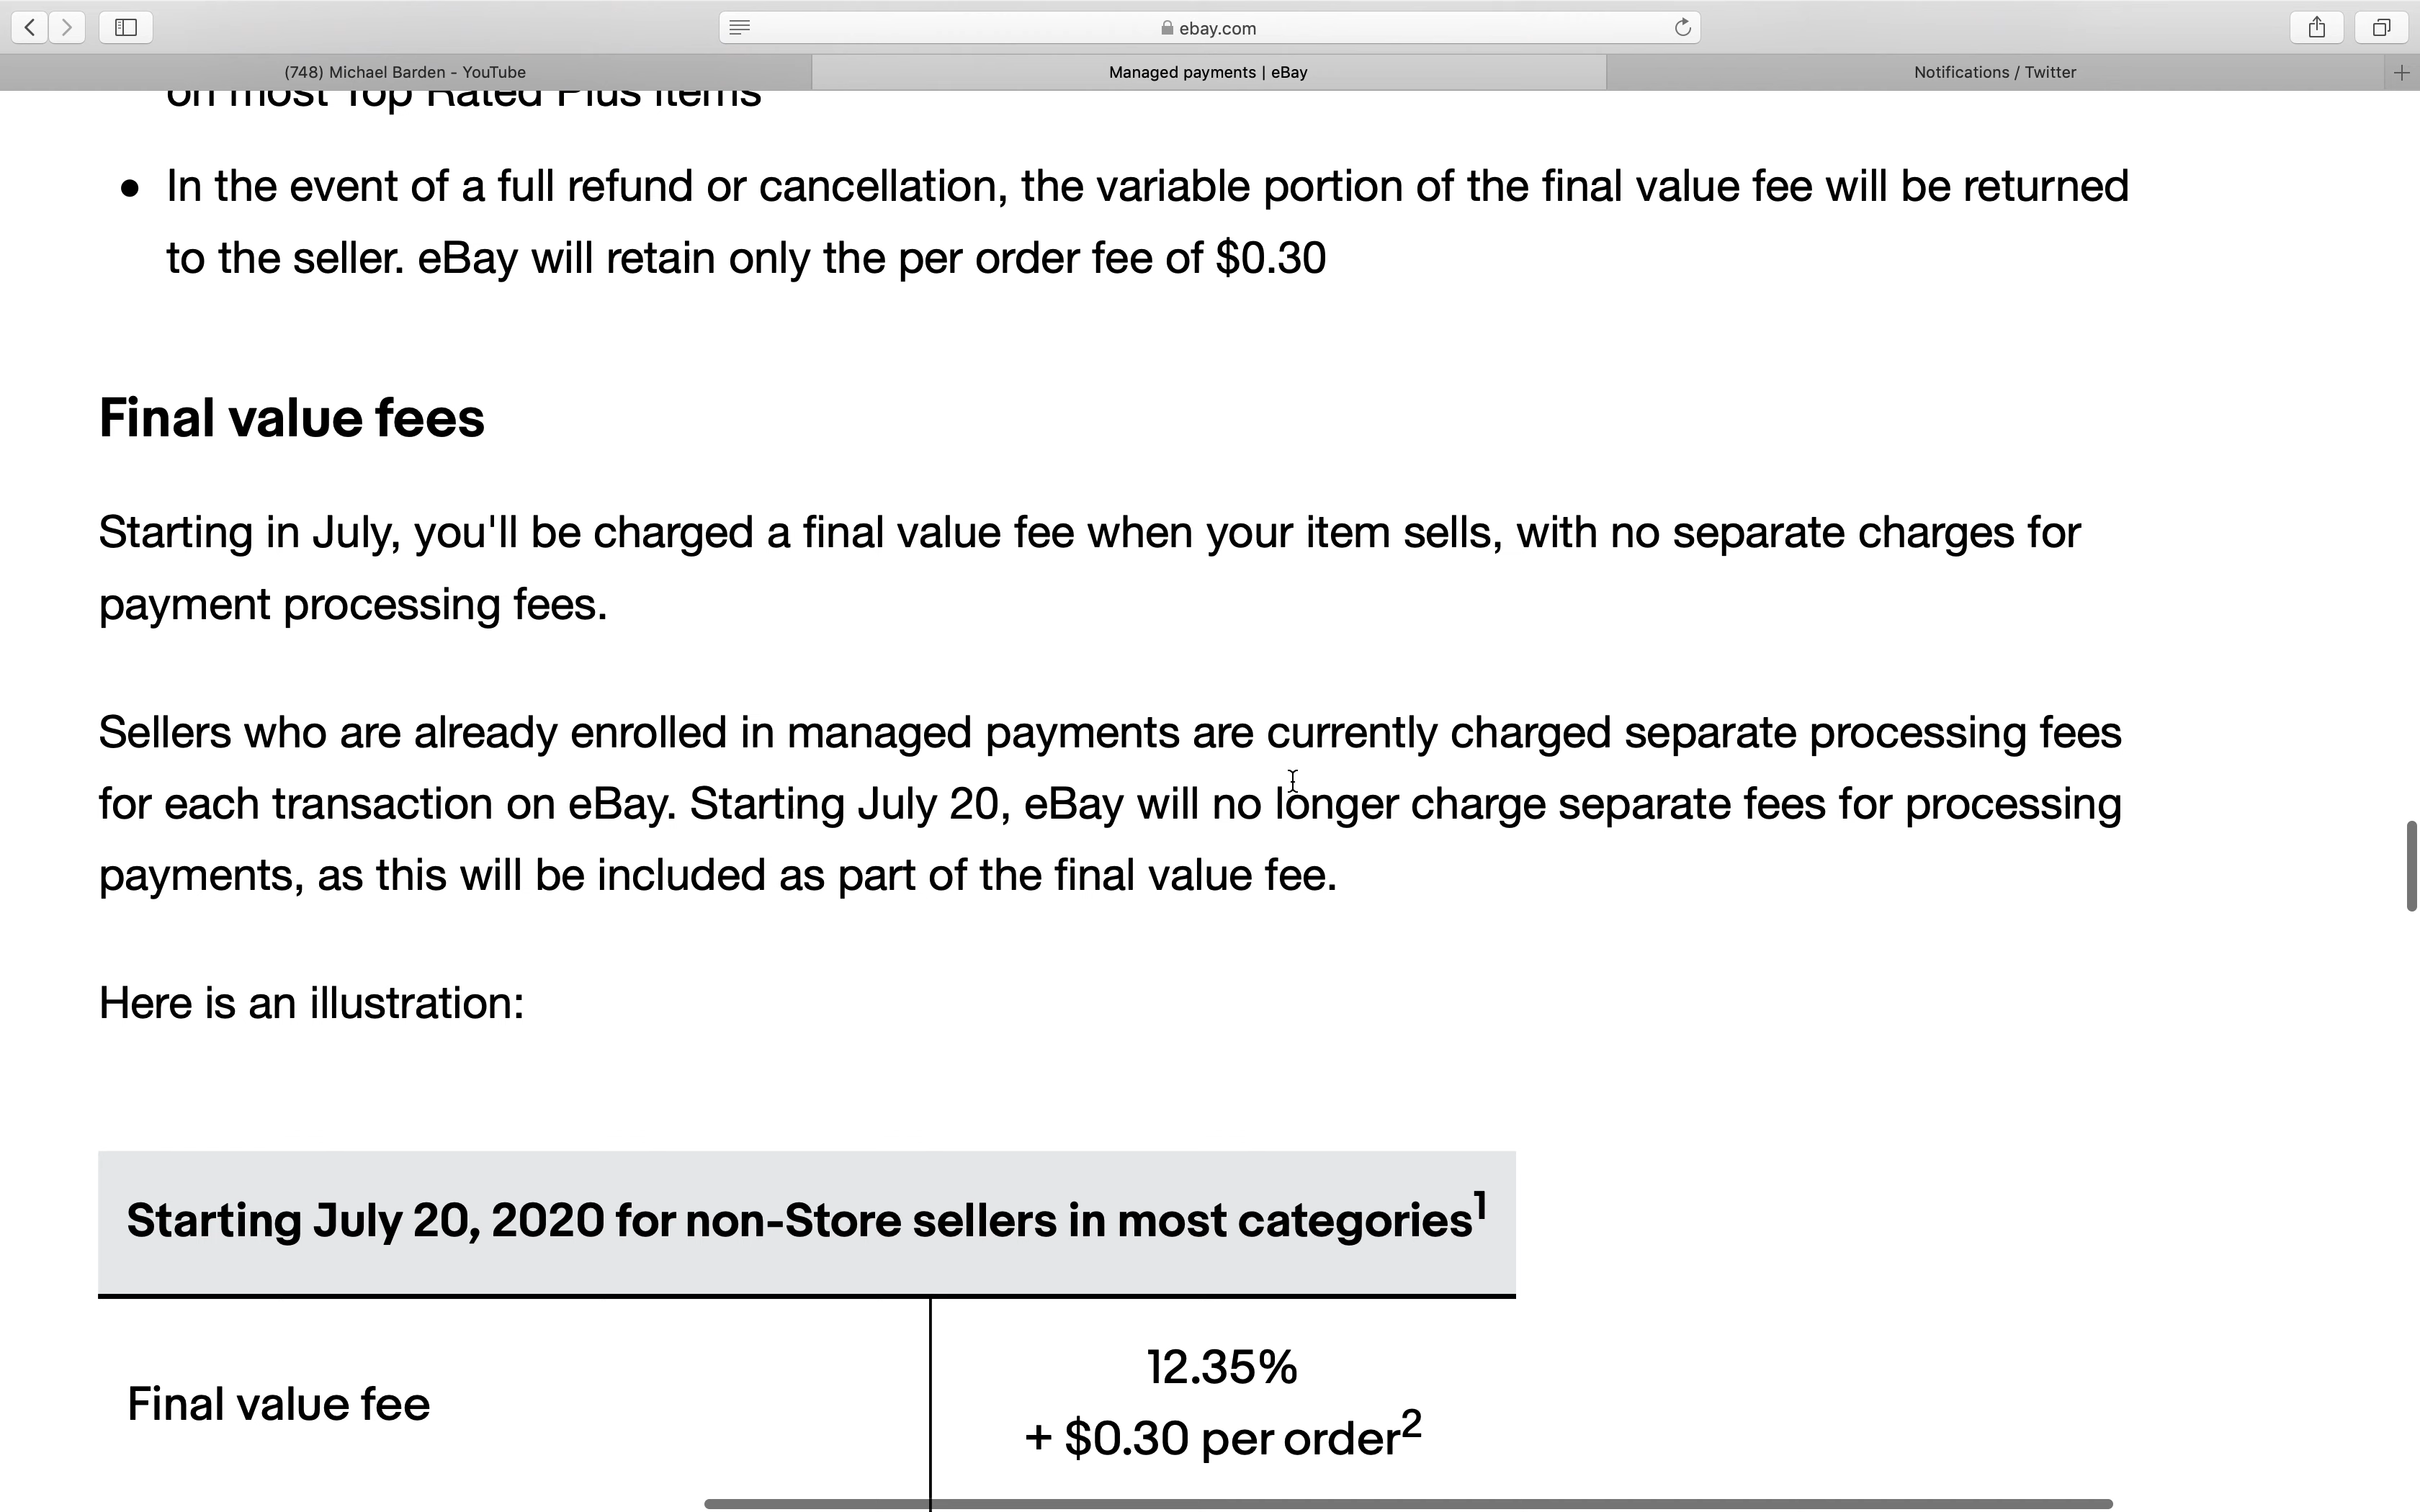 ebay.com
(748) Michael Barden - YouTube
Managed payments | eBay
Notifications / Twitter
on most Top Rated Plus items
• In the event of a full refund or cancellation, the variable portion of the final value fee will be returned
to the seller. eBay will retain only the per order fee of $0.30
Final value fees
Starting in July, you'll be charged a final value fee when your item sells, with no separate charges for
payment processing fees.
Sellers who are already enrolled in managed payments are currently charged separate processing fees
for each transaction on eBay. Starting July 20, eBay will no longer charge separate fees for processing
payments, as this will be included as part of the final value fee.
Here is an illustration:
Starting July 20, 2020 for non-Store sellers in most categories¹
Final value fee
12.35%
+ $0.30 per order²